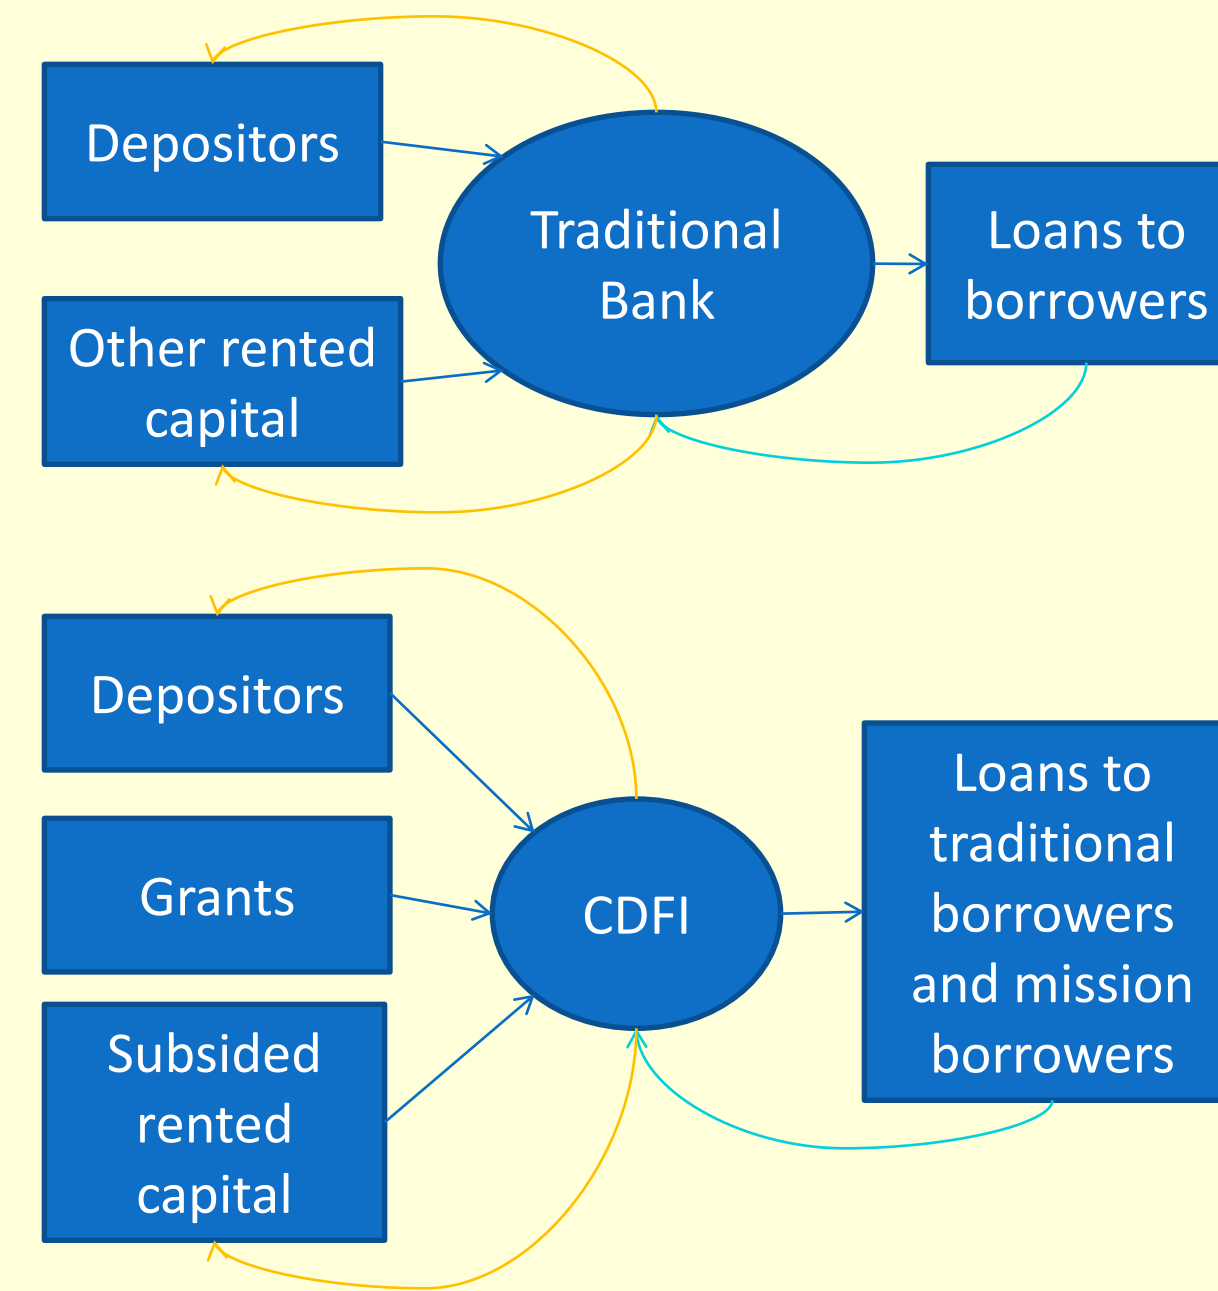 Depositors
Traditional
Bank
Loans to
borrowers
Other rented
capital
Depositors
Grants
Subsided
rented
capital
CDFI
Loans to
traditional
borrowers
and mission
borrowers